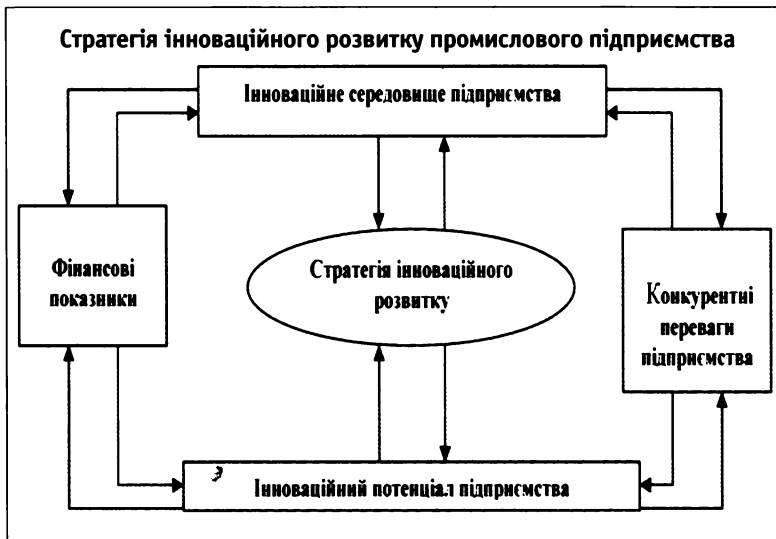 Стратегія інноваційного розвитку промислового підприємства
Інноваційне середовище підприємства
Фінансові
показники
Стратегія інноваційного
розвитку
Конкурентні
переваги
підприємства
Інноваційний потенціал підприємства